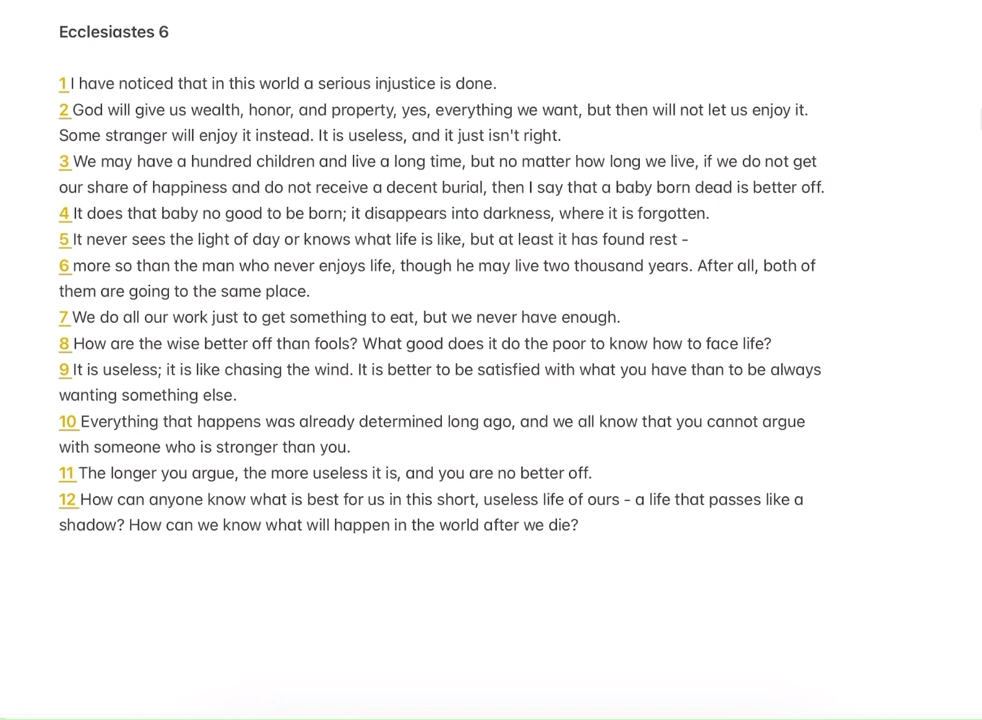 Ecclesiastes 6
1 I have noticed that in this world a serious injustice is done.
2 God will give us wealth, honor, and property, yes, everything we want, but then will not let us enjoy it.
Some stranger will enjoy it instead. It is useless, and it just isn't right.
3 We may have a hundred children and live a long time, but no matter how long we live, if we do not get
our share of happiness and do not receive a decent burial, then I say that a baby born dead is better off.
4 It does that baby no good to be born; it disappears into darkness, where it is forgotten.
5 It never sees the light of day or knows what life is like, but at least it has found rest -
6 more so than the man who never enjoys life, though he may live two thousand years. After all, both of
them are going to the same place.
7 We do all our work just to get something to eat, but we never have enough.
8 How are the wise better off than fools? What good does it do the poor to know how to face life?
9 It is useless; it is like chasing the wind. It is better to be satisfied with what you have than to be always
wanting something else.
10 Everything that happens was already determined long ago, and we all know that you cannot argue
with someone who is stronger than you.
11 The longer you argue, the more useless it is, and you are no better off.
12 How can anyone know what is best for us in this short, useless life of ours - a life that passes like a
shadow? How can we know what will happen in the world after we die?